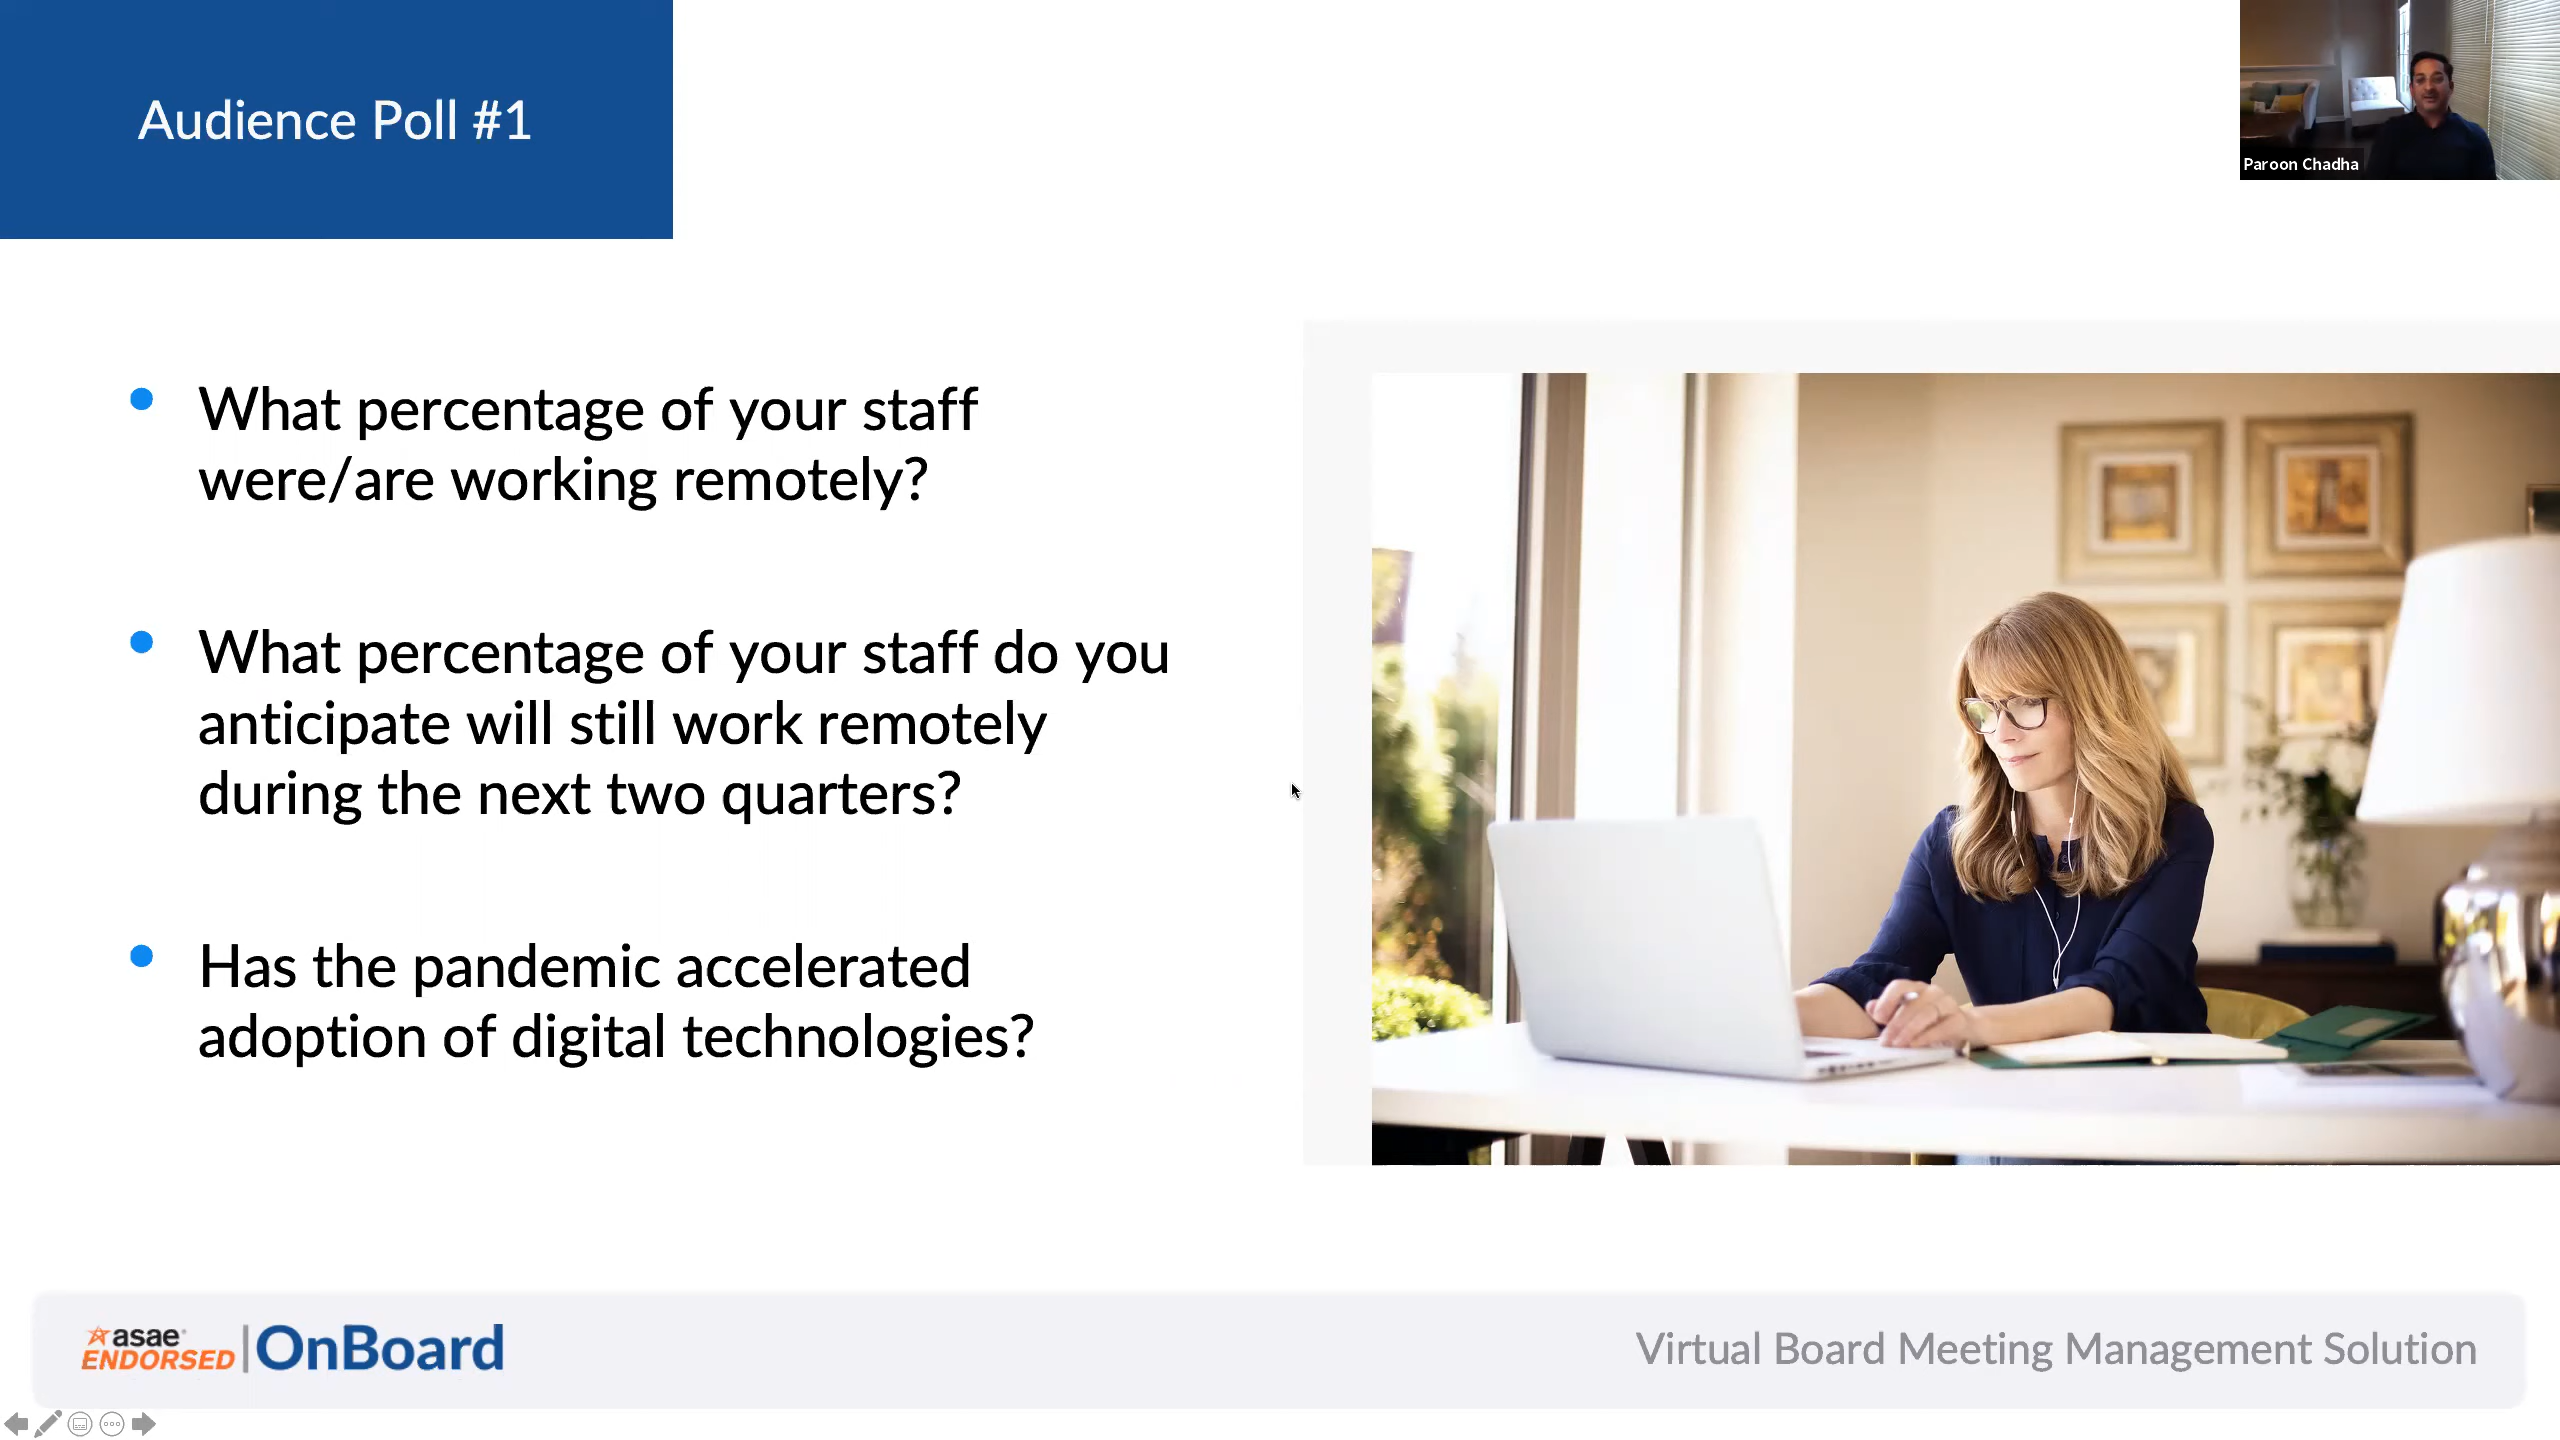 Audience Poll #1
Paroon Chadha
What percentage of your staff
were/are working remotely?
What percentage of your staff do you
anticipate will still work remotely
during the next two quarters?
Has the pandemic accelerated
adoption of digital technologies?
asae
ENDORSED
OnBoard
Virtual Board Meeting Management Solution